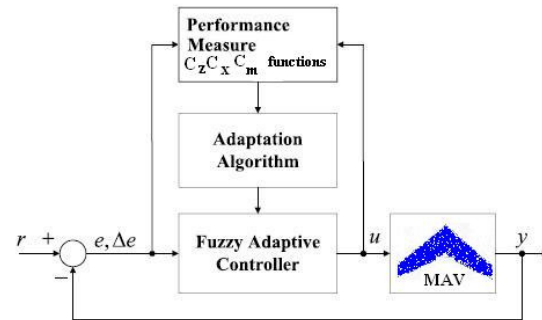 Performance
Measure
CzCx Cm functions
Adaptation
Algorithm
r + e, Δe
Fuzzy Adaptive
Controller
u
MAV
y
−